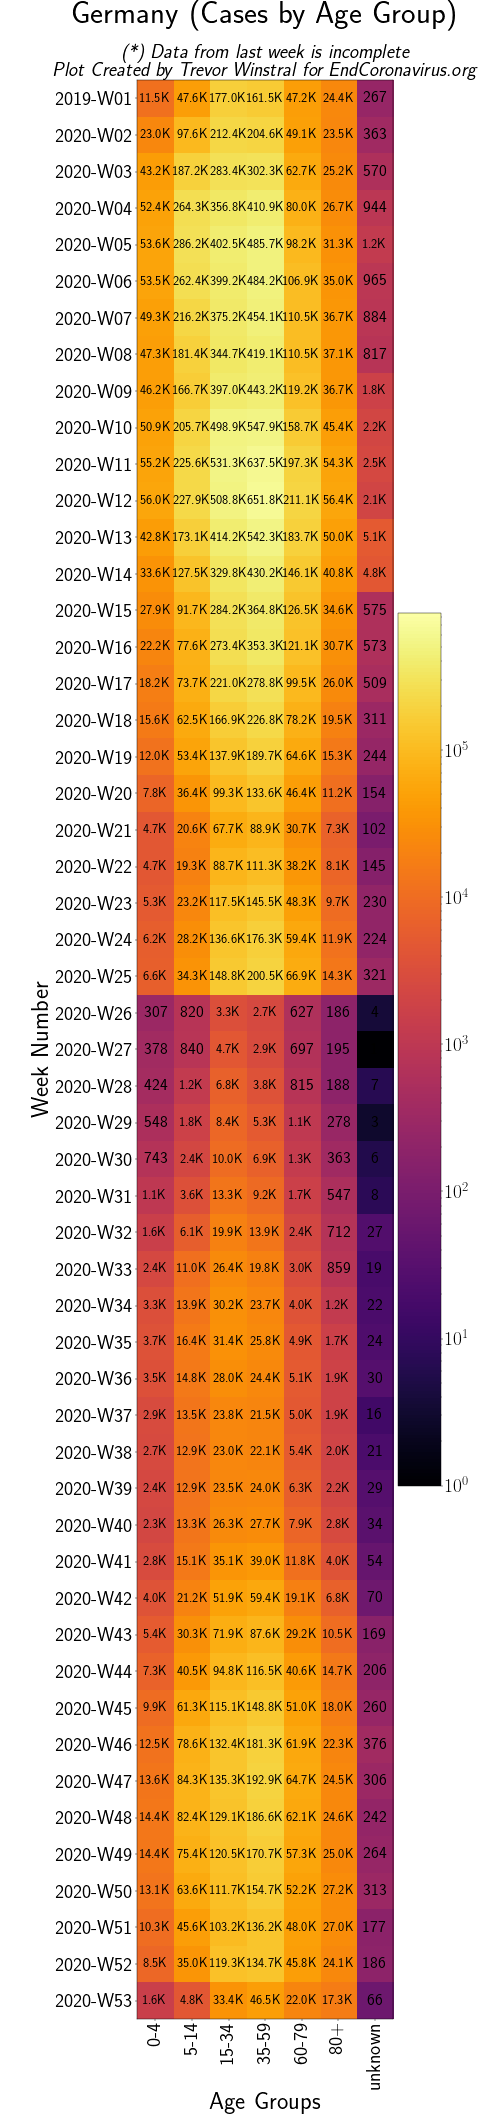 Germany (Cases by Age Group)
(*) Data from last week is incomplete
Plot Created by Trevor Winstral for EndCoronavirus.org
2019-W01 11.5K 47.6K 177.0K 161.5K 47.2K 24.4K 267
2020-W02 23.0K 97.6K 212.4K 204.6K 49.1K 23.5K 363
2020-W03 43.2K 187.2K 283.4K 302.3K 62.7K 25.2K 570
2020-W04 52.4K 264.3K 356.8K 410.9K 80.0K 26.7K 944
2020-W05 53.6K 286.2K 402.5K 485.7K 98.2K 31.3K 1.2K
2020-W06 53.5K 262.4K 399.2K 484.2K 106.9K 35.0K 965
2020-W07 49.3K 216.2K 375.2K 454.1K 110.5K 36.7K 884
2020-W08 47.3K 181.4K 344.7K 419.1K 110.5K 37.1K 817
2020-W09 46.2K 166.7K 397.0K 443.2K 119.2K 36.7K 1.8K
2020-W10 50.9K 205.7K 498.9K 547.9K 158.7K 45.4K 2.2K
2020-W11 55.2K 225.6K 531.3K 637.5K 197.3K 54.3K 2.5K
2020-W12 56.0K 227.9K 508.8K 651.8K 211.1K 56.4K 2.1K
2020-W13 42.8K 173.1K 414.2K 542.3K 183.7K 50.0K 5.1K
2020-W14 33.6K 127.5K 329.8K 430.2K 146.1K 40.8K 4.8K
2020-W15 27.9K 91.7K 284.2K 364.8K 126.5K 34.6K 575
2020-W16 22.2K 77.6K 273.4K 353.3K 121.1K 30.7K 573
2020-W17 18.2K 73.7K 221.0K 278.8K 99.5K 26.0K 509
2020-W18 15.6K 62.5K 166.9K 226.8K 78.2K 19.5K 311
2020-W19 12.0K 53.4K 137.9K 189.7K 64.6K 15.3K 244
2020-W20 7.8K 36.4K 99.3K 133.6K 46.4K 11.2K 154
2020-W21 4.7K 20.6K 67.7K 88.9K 30.7K 7.3K 102
2020-W22 4.7K 19.3K 88.7K 111.3K 38.2K 8.1K 145
2020-W23 5.3K 23.2K 117.5K 145.5K 48.3K 9.7K 230
2020-W24 6.2K 28.2K 136.6K 176.3K 59.4K 11.9K 224
2020-W25 6.6K 34.3K 148.8K 200.5K 66.9K 14.3K 321
2020-W26 307 820 3.3K 2.7K 627 186 4
2020-W27 378 840 4.7K 2.9K 697 195
2020-W28 424 1.2K 6.8K 3.8K 815 188 7
2020-W29 548 1.8K 8.4K 5.3K 1.1K 278 3
2020-W30 743 2.4K 10.0K 6.9K 1.3K 363 6
2020-W31 1.1K 3.6K 13.3K 9.2K 1.7K 547 8
2020-W32 1.6K 6.1K 19.9K 13.9K 2.4K 712 27
2020-W33 2.4K 11.0K 26.4K 19.8K 3.0K 859 19
2020-W34 3.3K 13.9K 30.2K 23.7K 4.0K 1.2K 22
2020-W35 3.7K 16.4K 31.4K 25.8K 4.9K 1.7K 24
2020-W36 3.5K 14.8K 28.0K 24.4K 5.1K 1.9K 30
2020-W37 2.9K 13.5K 23.8K 21.5K 5.0K 1.9K 16
2020-W38 2.7K 12.9K 23.0K 22.1K 5.4K 2.0K 21
2020-W39 2.4K 12.9K 23.5K 24.0K 6.3K 2.2K 29
2020-W40 2.3K 13.3K 26.3K 27.7K 7.9K 2.8K 34
2020-W41 2.8K 15.1K 35.1K 39.0K 11.8K 4.0K 54
2020-W42 4.0K 21.2K 51.9K 59.4K 19.1K 6.8K 70
2020-W43 5.4K 30.3K 71.9K 87.6K 29.2K 10.5K 169
2020-W44 7.3K 40.5K 94.8K 116.5K 40.6K 14.7K 206
2020-W45 9.9K 61.3K 115.1K 148.8K 51.0K 18.0K 260
2020-W46 12.5K 78.6K 132.4K 181.3K 61.9K 22.3K 376
2020-W47 13.6K 84.3K 135.3K 192.9K 64.7K 24.5K 306
2020-W48 14.4K 82.4K 129.1K 186.6K 62.1K 24.6K 242
2020-W49 14.4K 75.4K 120.5K 170.7K 57.3K 25.0K 264
2020-W50 13.1K 63.6K 111.7K 154.7K 52.2K 27.2K 313
2020-W51 10.3K 45.6K 103.2K 136.2K 48.0K 27.0K 177
2020-W52 8.5K 35.0K 119.3K 134.7K 45.8K 24.1K 186
2020-W53 1.6K 4.8K 33.4K 46.5K 22.0K 17.3K 66
0-4 5-14 15-34 35-59 60-79 80+ unknown
Age Groups
Week Number
10⁵
10⁴
10³
10²
10¹
10⁰